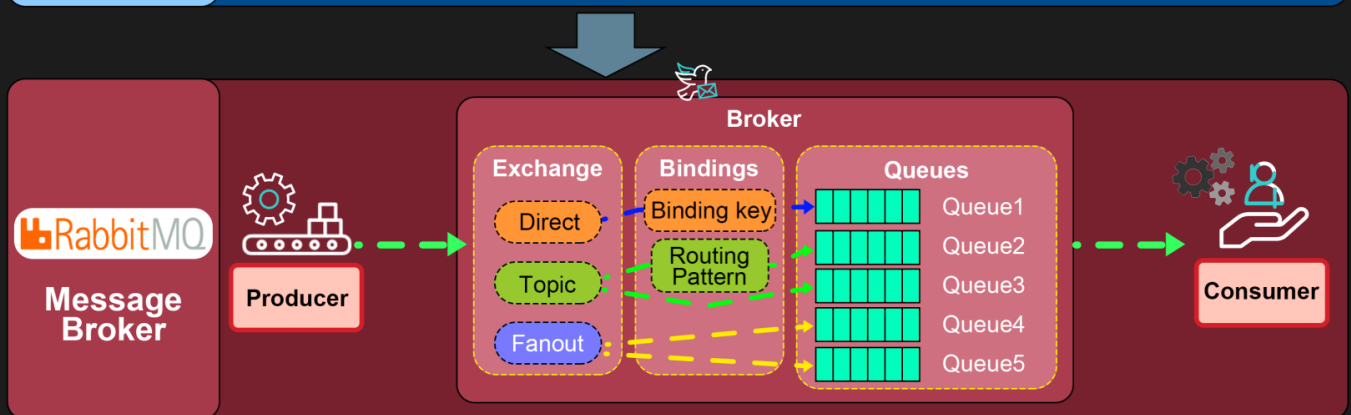 Broker
Exchange
Bindings
Queues
Direct
Binding key
Queue1
RabbitMQ
Topic
Routing
Pattern
Queue2
Queue3
Message
Broker
Producer
Consumer
Fanout
Queue4
Queue5